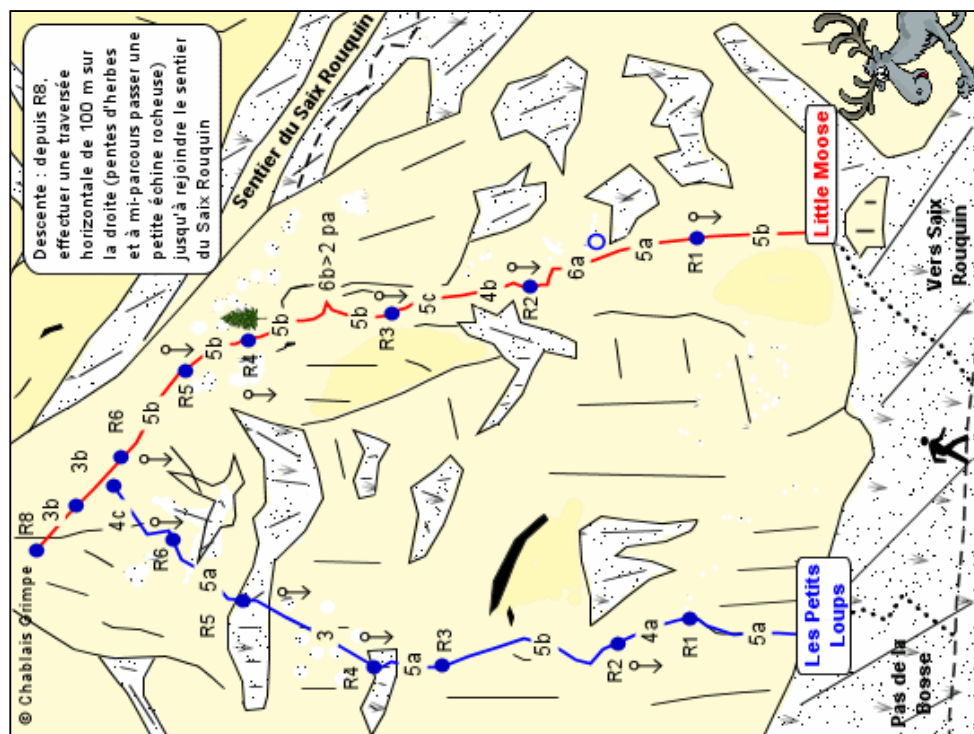 © Chablais Grimpe
Descente : depuis R8,
effectuer une traversée
horizontale de 100 m sur
la droite (pentes d'herbes
et à mi-parcours passer une
petite échine rocheuse)
jusqu'à rejoindre le sentier
du Saix Rouquin
Sentier du Saix Rouquin
R8
3b
3b
R6
5b
R5
5b
R4
5b
6b>2 pa
5b
R3
5c
4b
R2
6a
5a
R1
5b
Little Moose
4c
R6
5a
R5
3
R4
5a
R3
5b
R2
4a
R1
5a
Les Petits
Loups
Pas de la
Bosse
Vers Saix
Rouquin